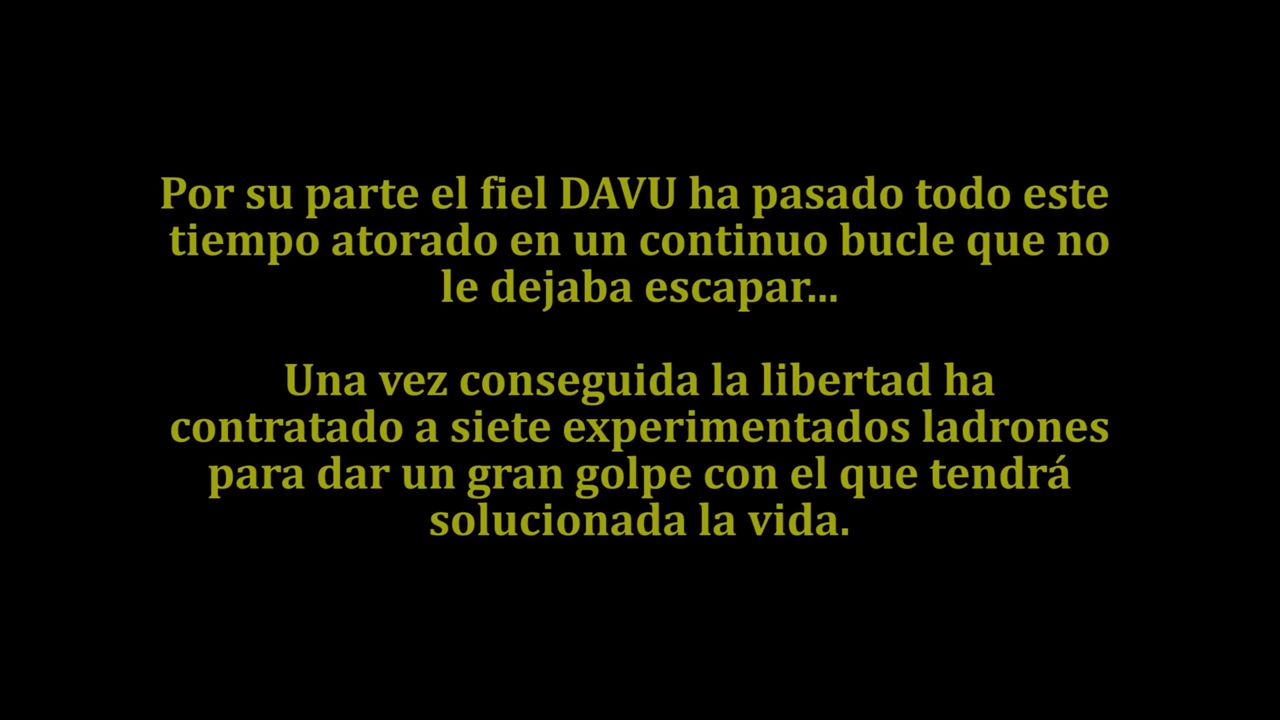 Por su parte el fiel DAVU ha pasado todo este
tiempo atorado en un continuo bucle que no
le dejaba escapar...
Una vez conseguida la libertad ha
contratado a siete experimentados ladrones
para dar un gran golpe con el que tendrá
solucionada la vida.